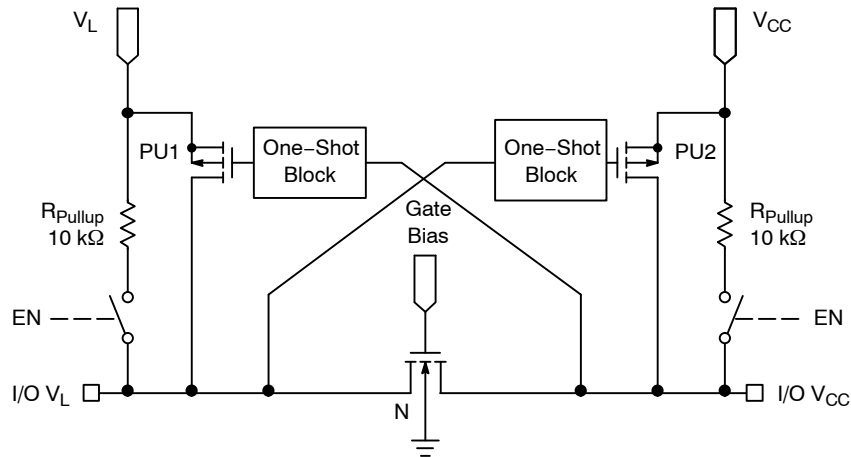 V_L
V_CC
PU1
One–Shot
Block
One–Shot
Block
PU2
Gate
Bias
R_Pullup
10 kΩ
R_Pullup
10 kΩ
EN
EN
I/O V_L
N
I/O V_CC